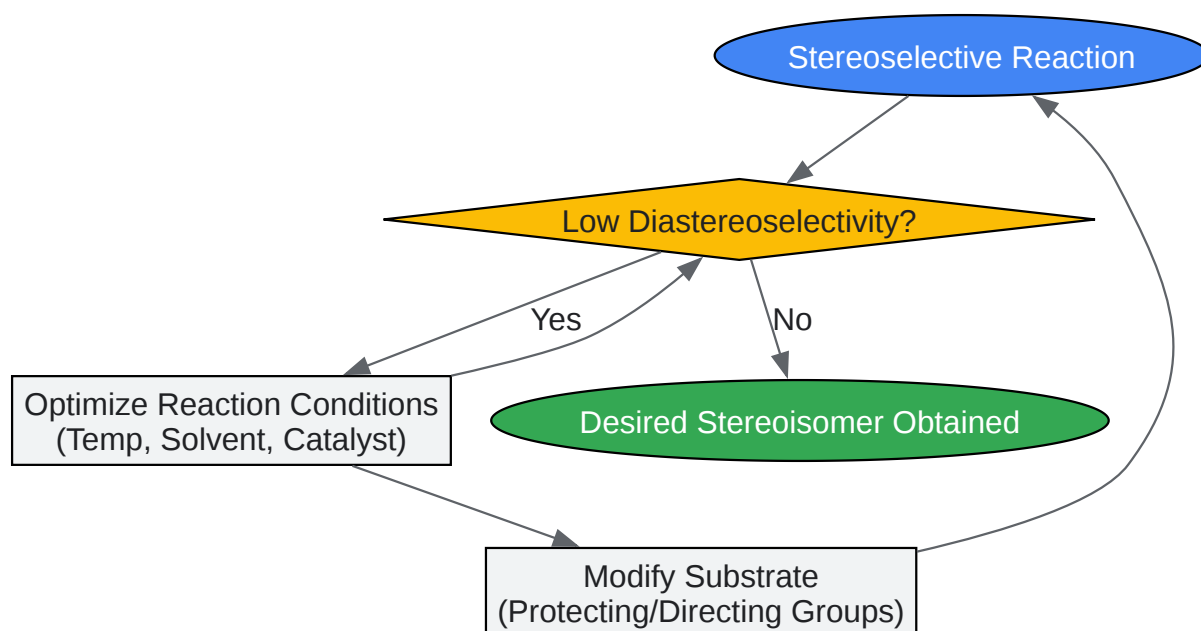 Stereoselective Reaction
Low Diastereoselectivity?
Yes
No
Optimize Reaction Conditions
(Temp, Solvent, Catalyst)
Desired Stereoisomer Obtained
Modify Substrate
(Protecting/Directing Groups)